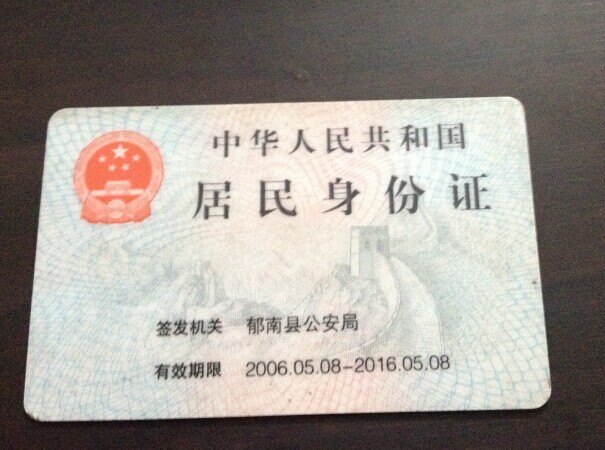 中华人民共和国
居民身份证
签发机关 郁南县公安局
有效期限 2006.05.08-2016.05.08